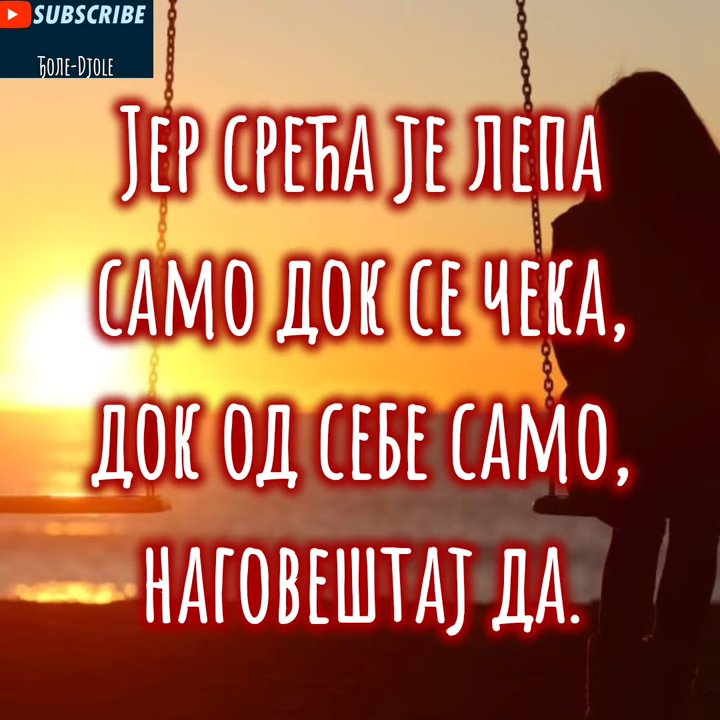 SUBSCRIBE
Ђоле-Djole
Јер срећа је лепа
само док се чека,
док од себе само,
наговештај да.